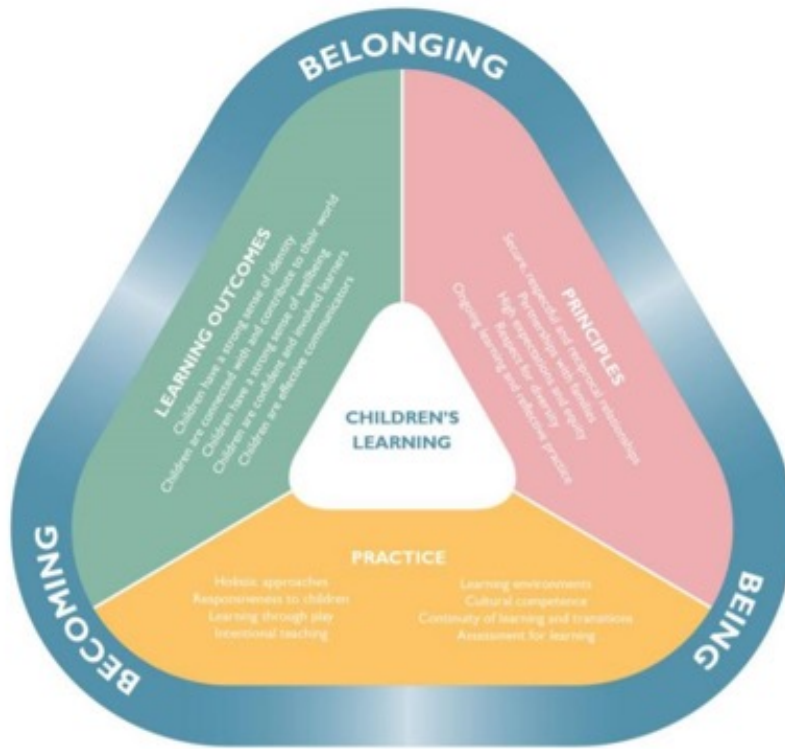 BELONGING
LEARNING OUTCOMES
Children have a strong sense of identity
Children are connected with and contribute to their world
Children have a strong sense of wellbeing
Children are confident and involved learners
Children are effective communicators
PRINCIPLES
Secure, respectful and reciprocal relationships
Partnerships with families
High expectations and equity
Respect for diversity
Ongoing learning and reflective practice
CHILDREN'S
LEARNING
PRACTICE
Holistic approaches
Responsiveness to children
Learning through play
Intentional teaching
Learning environments
Cultural competence
Continuity of learning and transitions
Assessment for learning
BECOMING
BEING